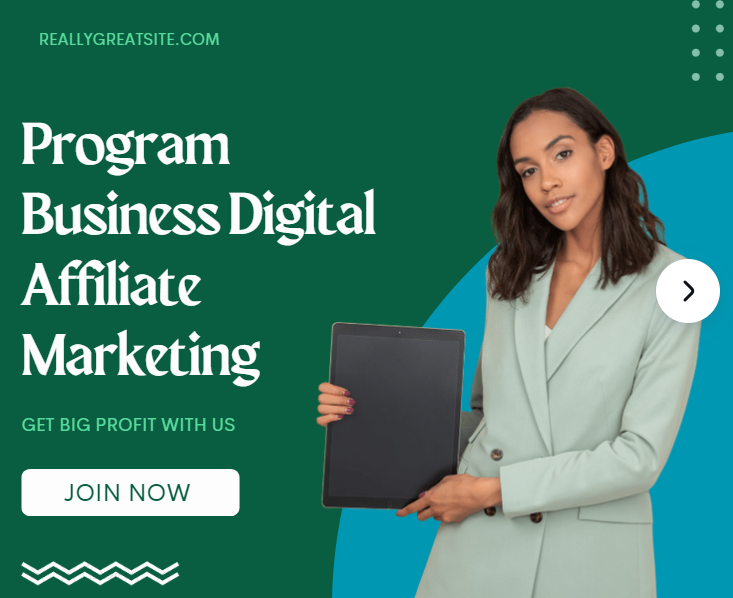 REALLYGREATSITE.COM
Program
Business Digital
Affiliate
Marketing
GET BIG PROFIT WITH US
JOIN NOW